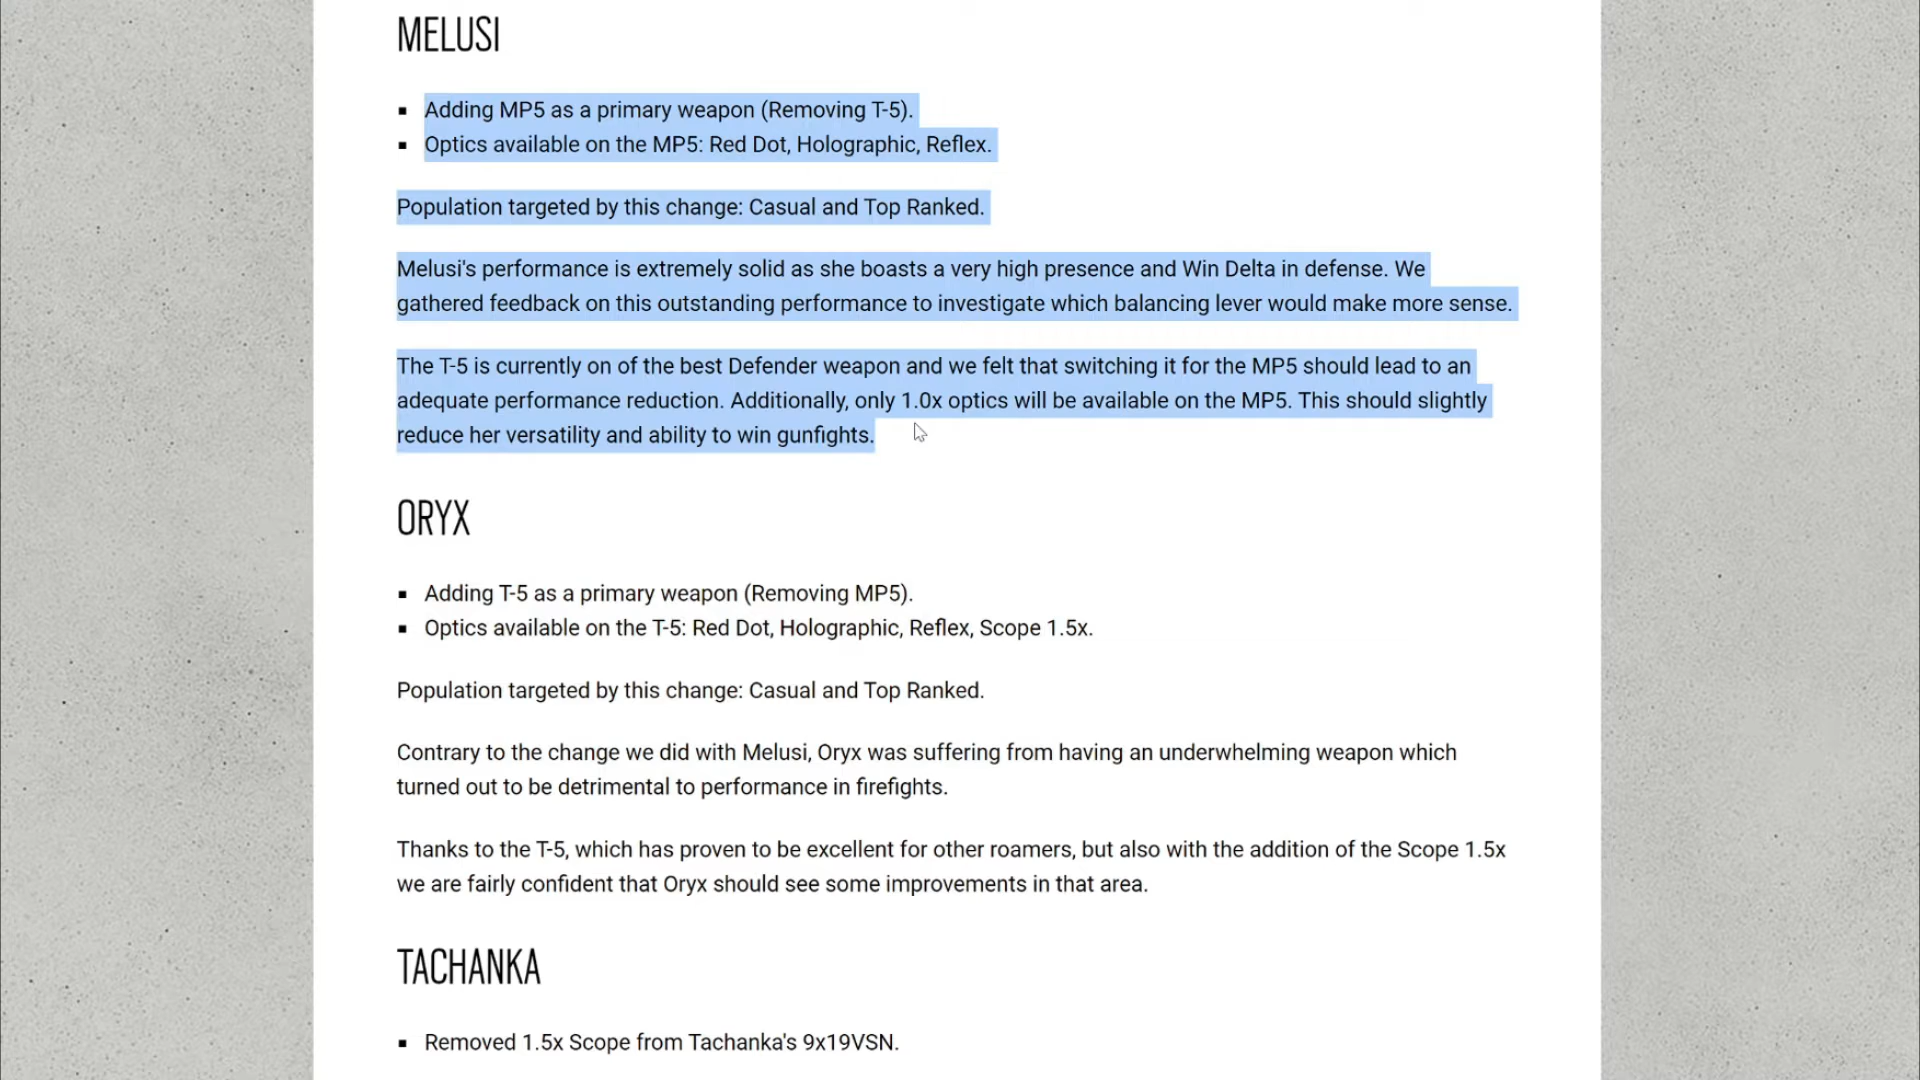 MELUSI
▪ Adding MP5 as a primary weapon (Removing T-5).
▪ Optics available on the MP5: Red Dot, Holographic, Reflex.
Population targeted by this change: Casual and Top Ranked.
Melusi's performance is extremely solid as she boasts a very high presence and Win Delta in defense. We
gathered feedback on this outstanding performance to investigate which balancing lever would make more sense.
The T-5 is currently on of the best Defender weapon and we felt that switching it for the MP5 should lead to an
adequate performance reduction. Additionally, only 1.0x optics will be available on the MP5. This should slightly
reduce her versatility and ability to win gunfights.
ORYX
▪ Adding T-5 as a primary weapon (Removing MP5).
▪ Optics available on the T-5: Red Dot, Holographic, Reflex, Scope 1.5x.
Population targeted by this change: Casual and Top Ranked.
Contrary to the change we did with Melusi, Oryx was suffering from having an underwhelming weapon which
turned out to be detrimental to performance in firefights.
Thanks to the T-5, which has proven to be excellent for other roamers, but also with the addition of the Scope 1.5x
we are fairly confident that Oryx should see some improvements in that area.
TACHANKA
▪ Removed 1.5x Scope from Tachanka's 9x19VSN.